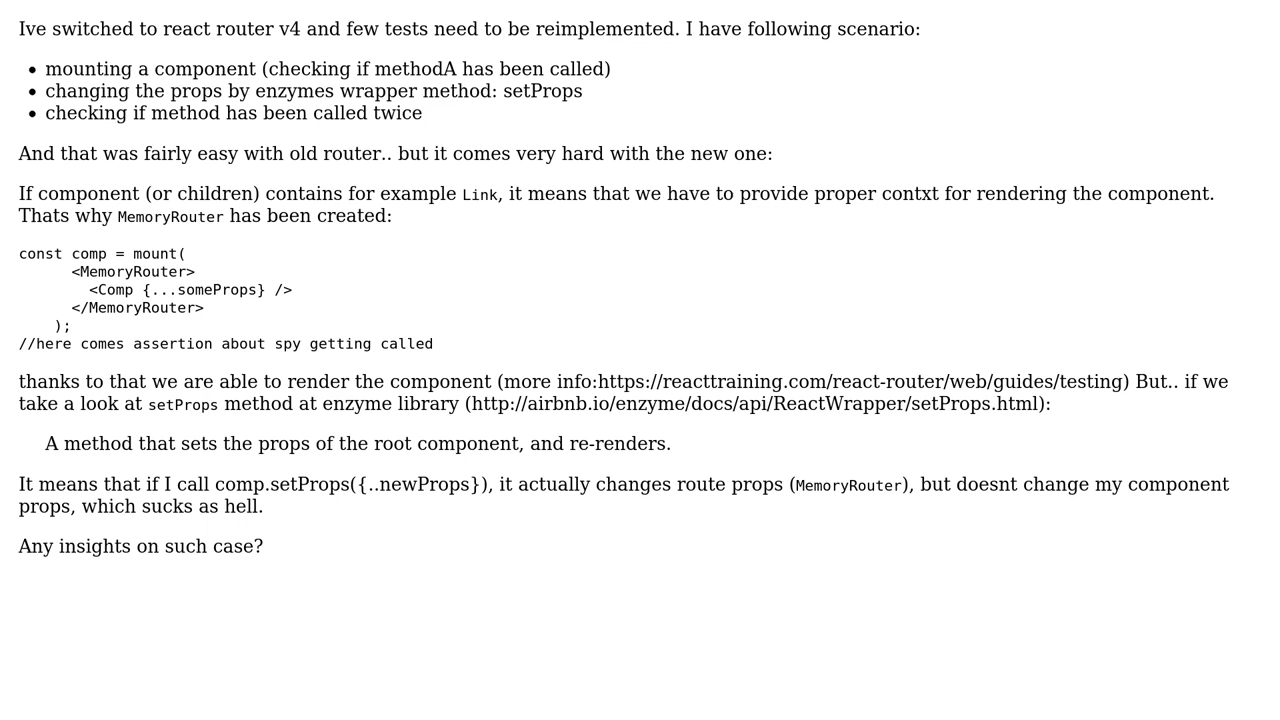 Ive switched to react router v4 and few tests need to be reimplemented. I have following scenario:
• mounting a component (checking if methodA has been called)
• changing the props by enzymes wrapper method: setProps
• checking if method has been called twice
And that was fairly easy with old router.. but it comes very hard with the new one:
If component (or children) contains for example Link, it means that we have to provide proper contxt for rendering the component.
Thats why MemoryRouter has been created:
const comp = mount(
      <MemoryRouter>
        <Comp {...someProps} />
      </MemoryRouter>
    );
//here comes assertion about spy getting called
thanks to that we are able to render the component (more info:https://reacttraining.com/react-router/web/guides/testing) But.. if we
take a look at setProps method at enzyme library (http://airbnb.io/enzyme/docs/api/ReactWrapper/setProps.html):
A method that sets the props of the root component, and re-renders.
It means that if I call comp.setProps({..newProps}), it actually changes route props (MemoryRouter), but doesnt change my component
props, which sucks as hell.
Any insights on such case?